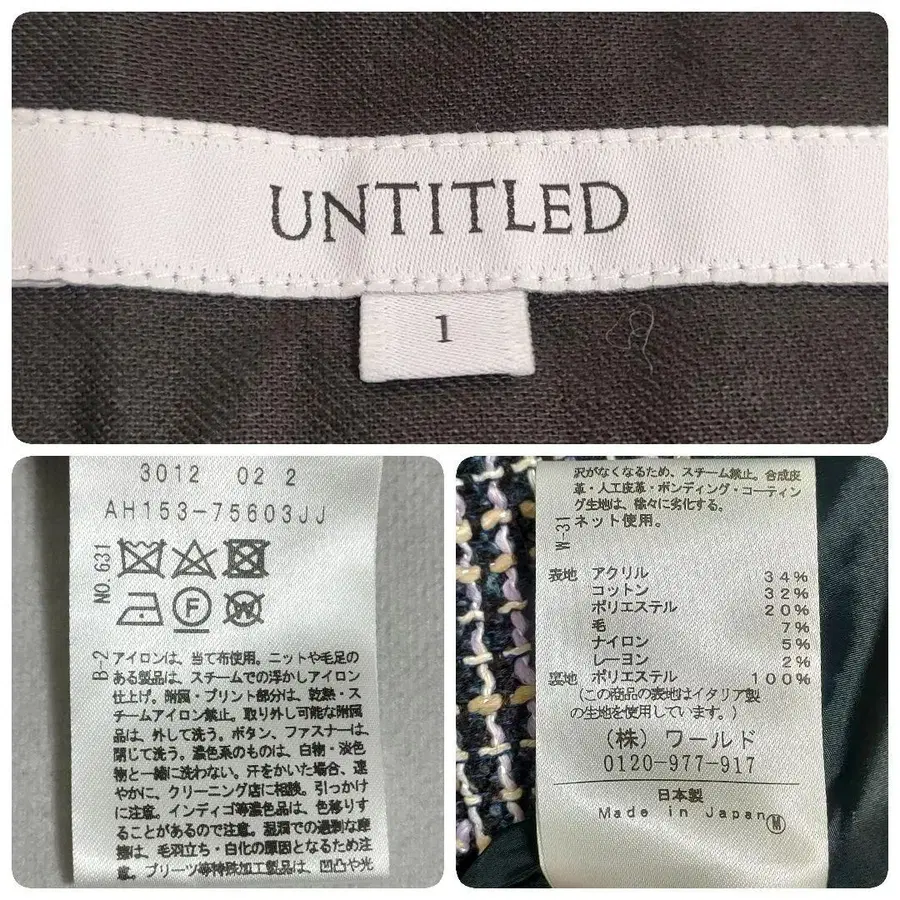 UNTITLED
1
3012 02 2
AH153-75603JJ
NO.631
B-2
アイロンは、当て布使用。ニットや毛足の
ある製品は、スチームでの浮かしアイロン
仕上げ。附属・プリント部分は、乾熱・ス
チームアイロン禁止。取り外し可能な附属
品は、外して洗う。ボタン、ファスナーは、
閉じて洗う。濃色系のものは、白物・淡色
物と一緒に洗わない。汗をかいた場合、速
やかに、クリーニング店に相談。引っかけ
に注意。インディゴ等濃色品は、色移りす
ることがあるので注意。湿潤での過剰な摩
擦は、毛羽立ち・白化の原因となるため注
意。プリーツ等特殊加工製品は、凹凸や光
沢がなくなるため、スチーム禁止。合成皮
革・人工皮革・ボンディング・コーティン
グ生地は、徐々に劣化する。
ネット使用。
W-31
表地 アクリル 34%
コットン 32%
ポリエステル 20%
毛 7%
ナイロン 5%
レーヨン 2%
裏地 ポリエステル 100%
(この商品の表地はイタリア製
の生地を使用しています。)
(株) ワールド
0120-977-917
日本製
Made in Japan M